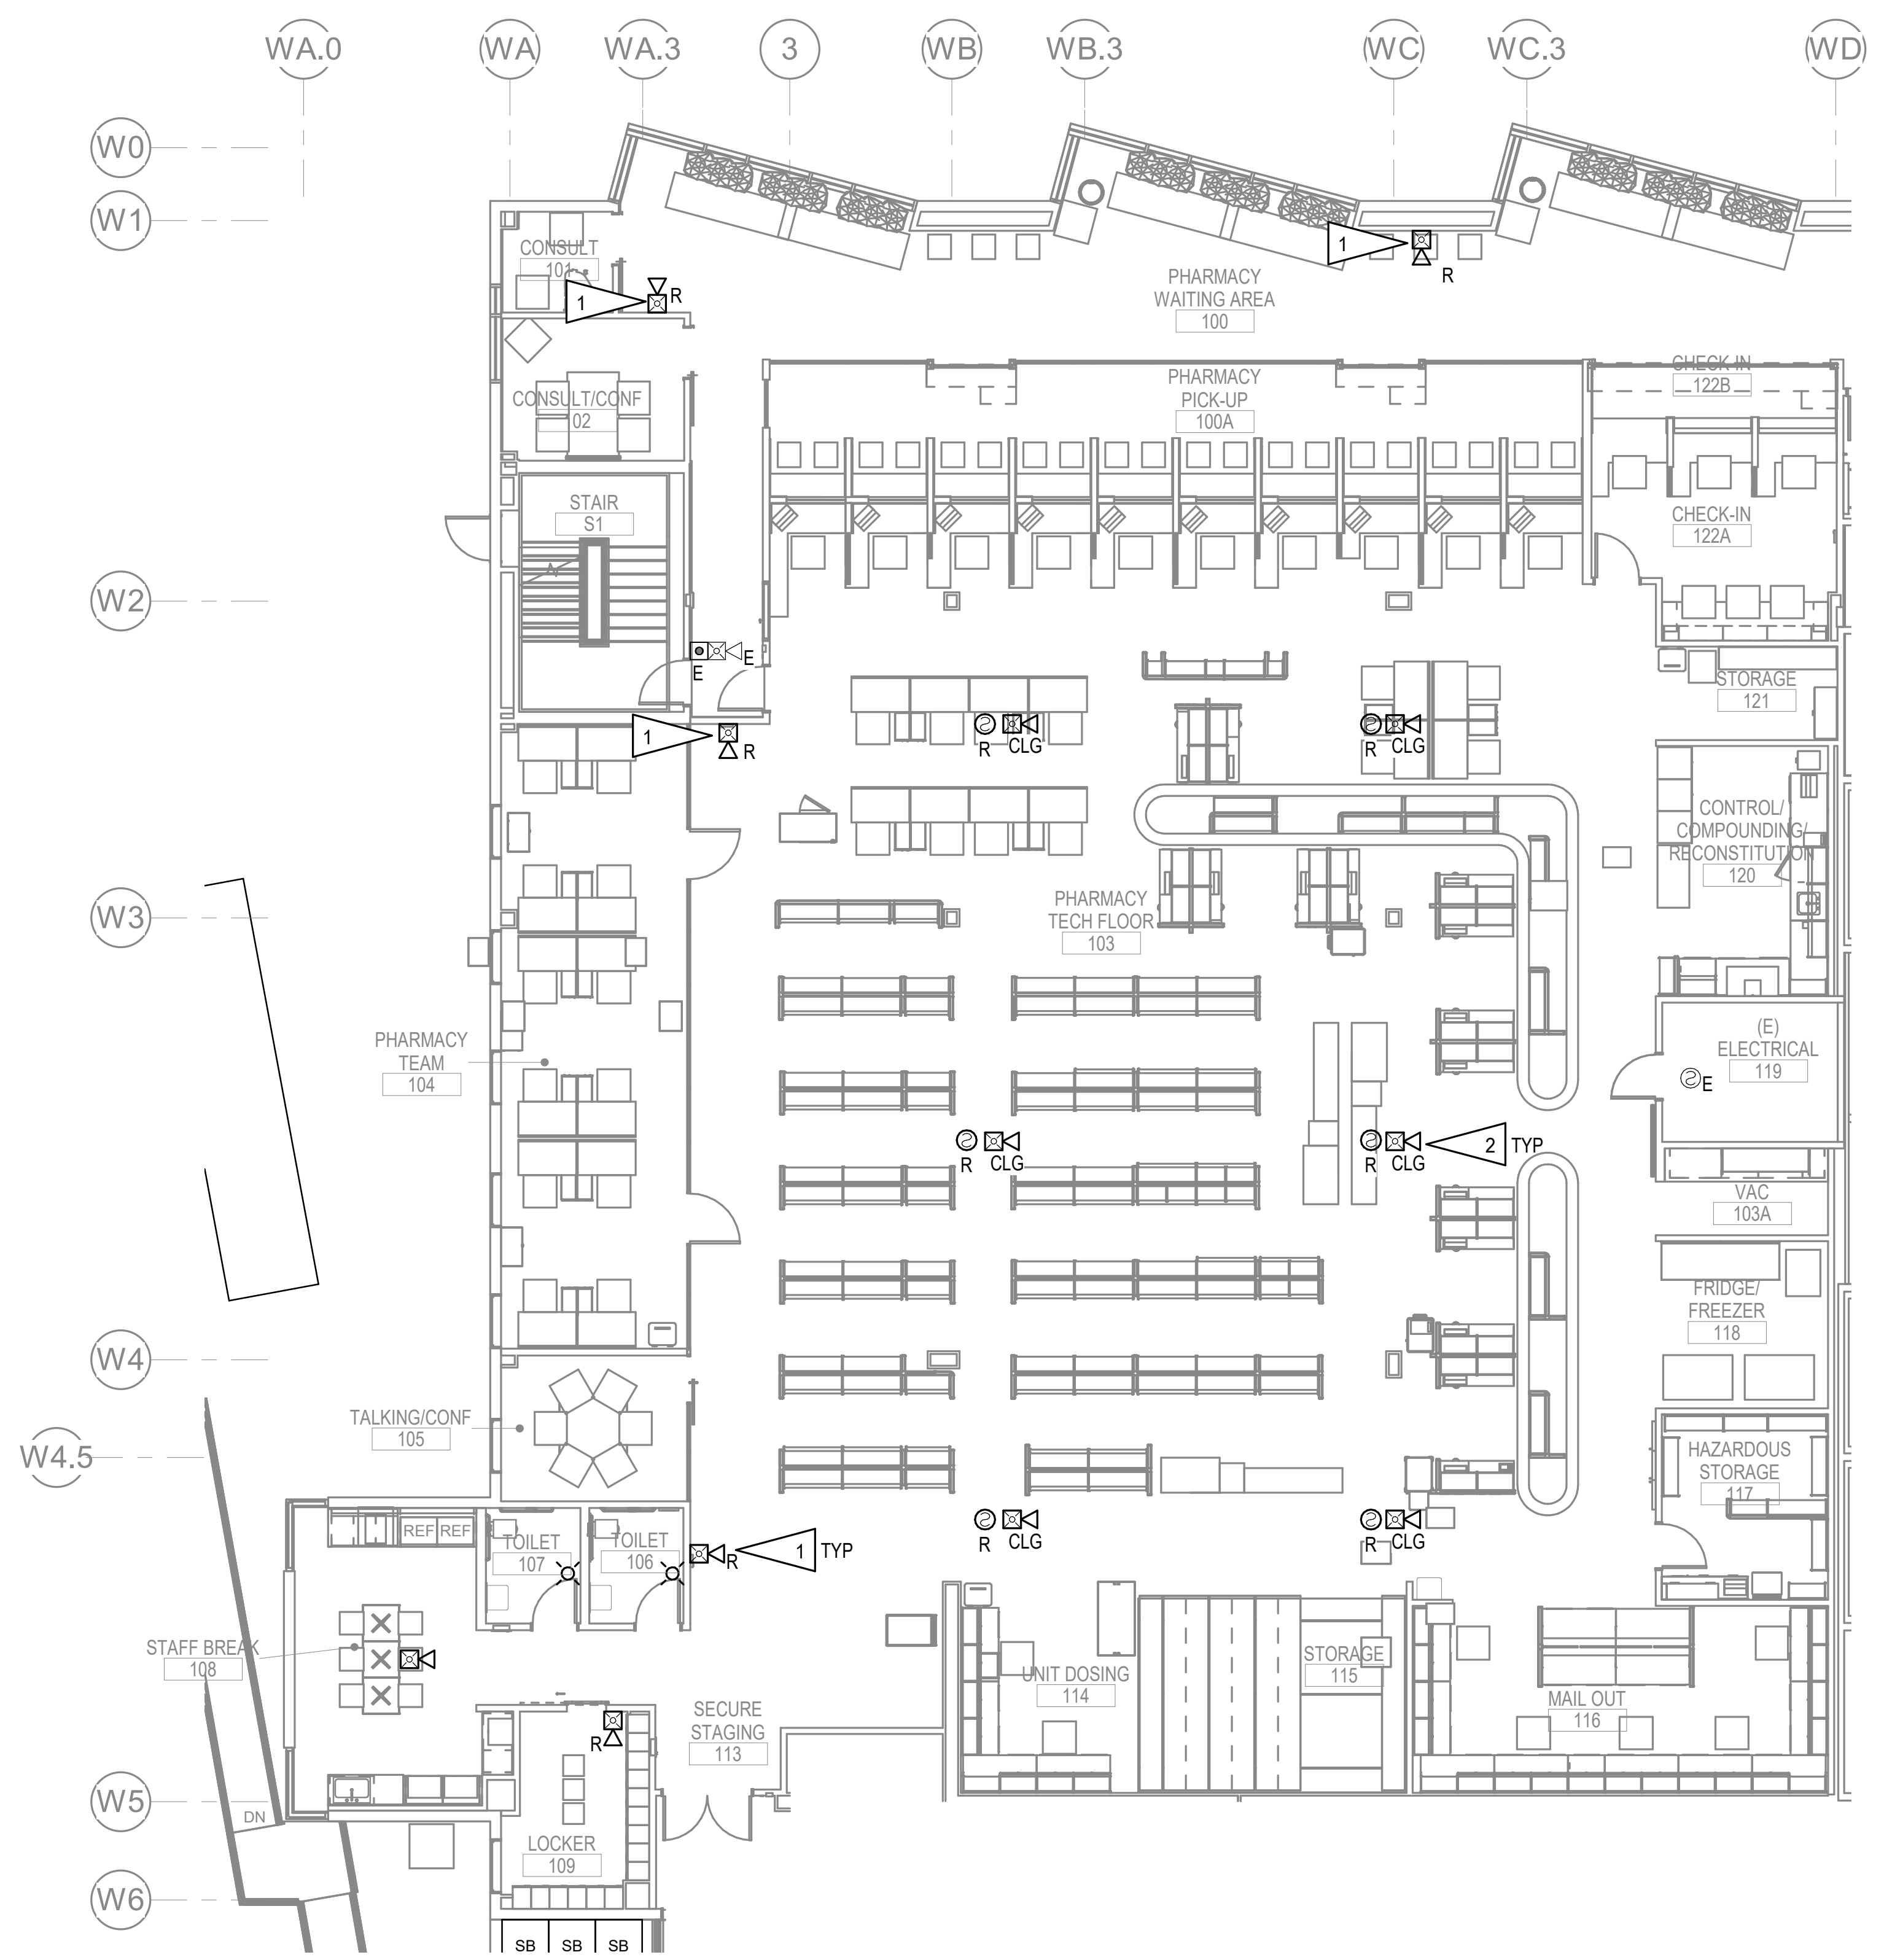 WA.0
WA
WA.3
3
WB
WB.3
WC
WC.3
WD
W0
W1
CONSULT
101
1
R
1
R
PHARMACY
WAITING AREA
100
CONSULT/CONF
02
PHARMACY
PICK-UP
100A
CHECK-IN
122B
STAIR
S1
CHECK-IN
122A
W2
E
E
STORAGE
121
1
R
R
CLG
R
CLG
CONTROL/
COMPOUNDING/
RECONSTITUTION
120
W3
PHARMACY
TECH FLOOR
103
PHARMACY
TEAM
104
(E)
ELECTRICAL
119
E
R
CLG
R
CLG
2
TYP
VAC
103A
FRIDGE/
FREEZER
118
W4
TALKING/CONF
105
W4.5
HAZARDOUS
STORAGE
117
REF
REF
TOILET
107
TOILET
106
R
1
TYP
R
CLG
R
CLG
STAFF BREAK
108
UNIT DOSING
114
STORAGE
115
MAIL OUT
116
R
SECURE
STAGING
113
W5
DN
LOCKER
109
W6
SB
SB
SB